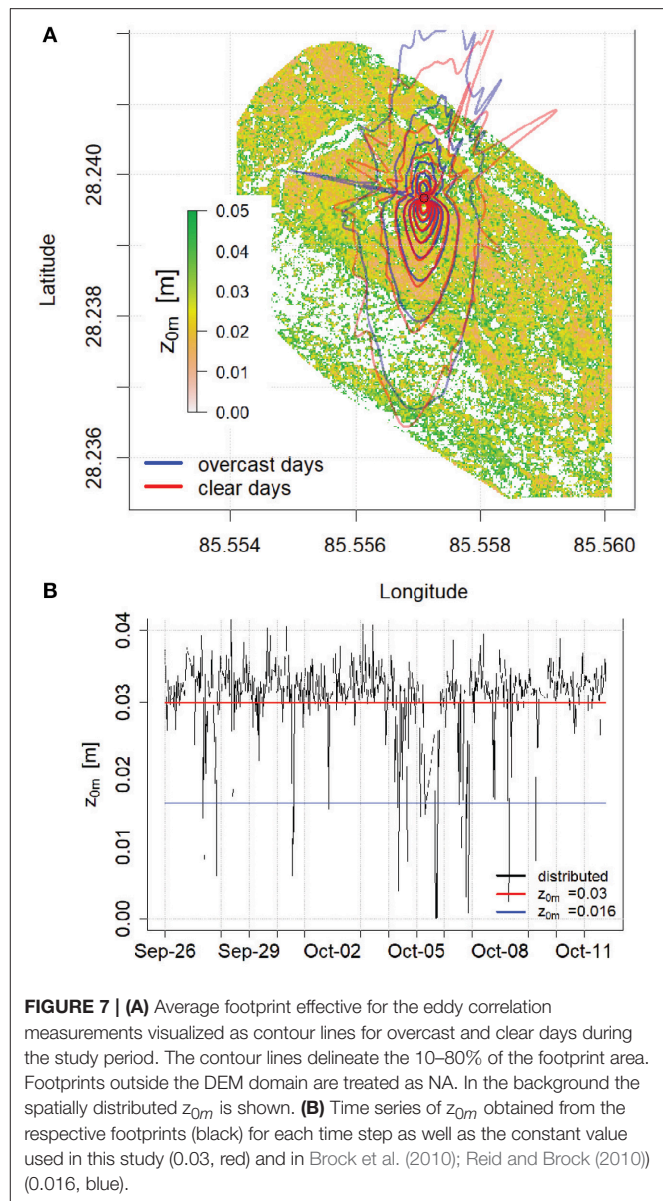 A
Latitude
28.240
28.238
28.236
0.05
0.04
0.03
0.02
0.01
0.00
z0m [m]
overcast days
clear days
85.554 85.556 85.558 85.560
Longitude
B
z0m [m]
0.04
0.03
0.02
0.01
0.00
distributed
z0m =0.03
z0m =0.016
Sep-26 Sep-29 Oct-02 Oct-05 Oct-08 Oct-11
FIGURE 7 | (A) Average footprint effective for the eddy correlation
measurements visualized as contour lines for overcast and clear days during
the study period. The contour lines delineate the 10–80% of the footprint area.
Footprints outside the DEM domain are treated as NA. In the background the
spatially distributed z0m is shown. (B) Time series of z0m obtained from the
respective footprints (black) for each time step as well as the constant value
used in this study (0.03, red) and in Brock et al. (2010); Reid and Brock (2010))
(0.016, blue).